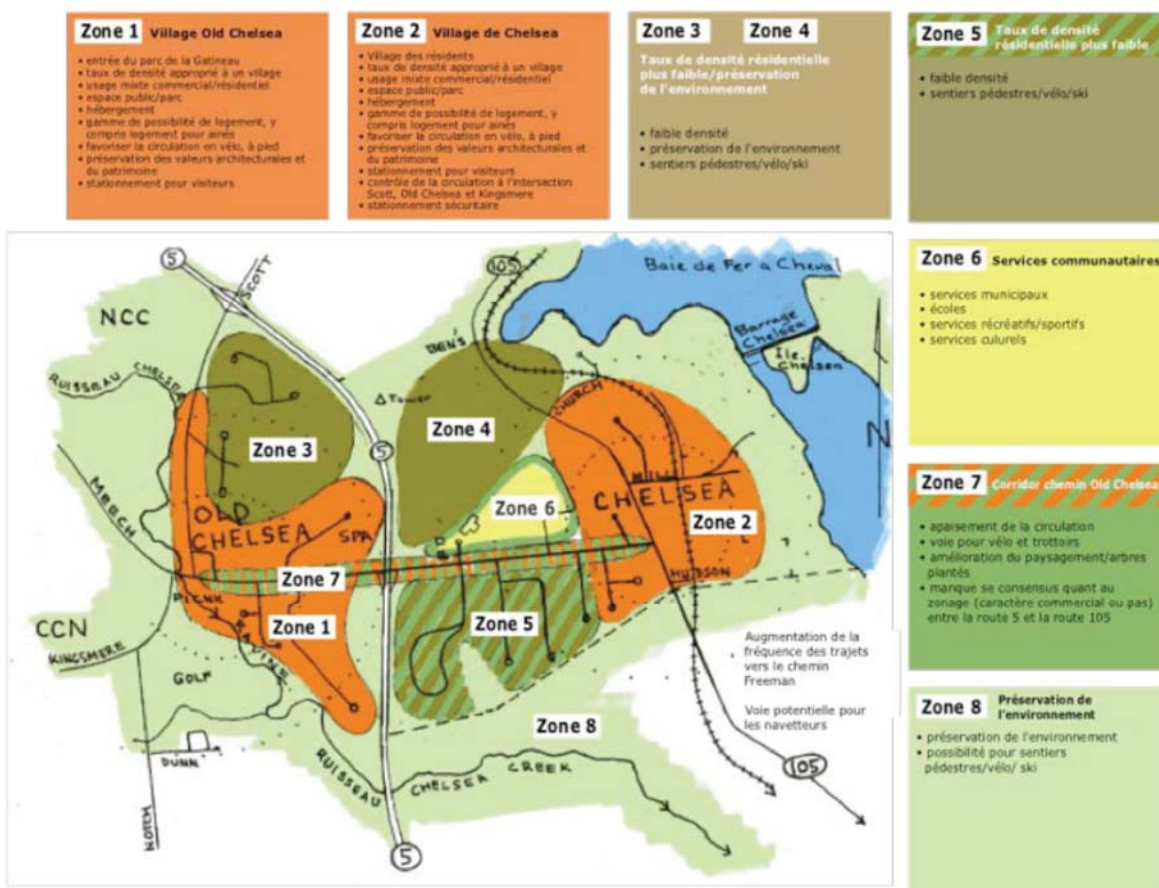 Zone 1 Village Old Chelsea
• entrée du parc de la Gatineau
• taux de densité approprié à un village
• usage mixte commercial/résidentiel
• espace public/parc
• hébergement
• gamme de possibilité de logement, y
compris logement pour ainés
• favoriser la circulation en vélo, à pied
• préservation des valeurs architecturales et
du patrimoine
• stationnement pour visiteurs
Zone 2 Village de Chelsea
• Village des résidents
• taux de densité approprié à un village
• usage mixte commercial/résidentiel
• espace public/parc
• hébergement
• gamme de possibilité de logement, y
compris logement pour ainés
• favoriser la circulation en vélo, à pied
• préservation des valeurs architecturales et
du patrimoine
• stationnement pour visiteurs
• contrôle de la circulation à l'intersection
Scott, Old Chelsea et Kingsmere
• stationnement sécuritaire
Zone 3 Zone 4
Taux de densité résidentielle
plus faible/préservation
de l'environnement
• faible densité
• préservation de l'environnement
• sentiers pédestres/vélo/ski
Zone 5 Taux de densité
résidentielle plus faible
• faible densité
• sentiers pédestres/vélo/ski
Zone 6 Services communautaires
• services municipaux
• écoles
• services récréatifs/sportifs
• services culurels
Zone 7 Corridor chemin Old Chelsea
• apaisement de la circulation
• voie pour vélo et trottoirs
• amélioration du paysagement/arbres
plantés
• manque se consensus quant au
zonage (caractère commercial ou pas)
entre la route 5 et la route 105
Zone 8 Préservation de
l'environnement
• préservation de l'environnement
• possibilité pour sentiers
pédestres/vélo/ ski
5
SCOTT
NCC
RUISSEAU CHELSEA
105
Baie de Fer a Cheval
BEN'S
Barrage
Chelsea
Ile
Chelsea
N
Tower
CHURCH
Zone 3
5
Zone 4
MILL
MEECH
OLD
CHELSEA
SPA
Zone 6
CHELSEA
Zone 2
Zone 7
HUDSON
Zone 1
PINE
Zone 5
CCN
KINGSMERE
GOLF
Augmentation de la
fréquence des trajets
vers le chemin
Freeman
Voie potentielle pour
les navetteurs
Zone 8
DUNN
RUISSEAU CHELSEA CREEK
105
NOTCH
5